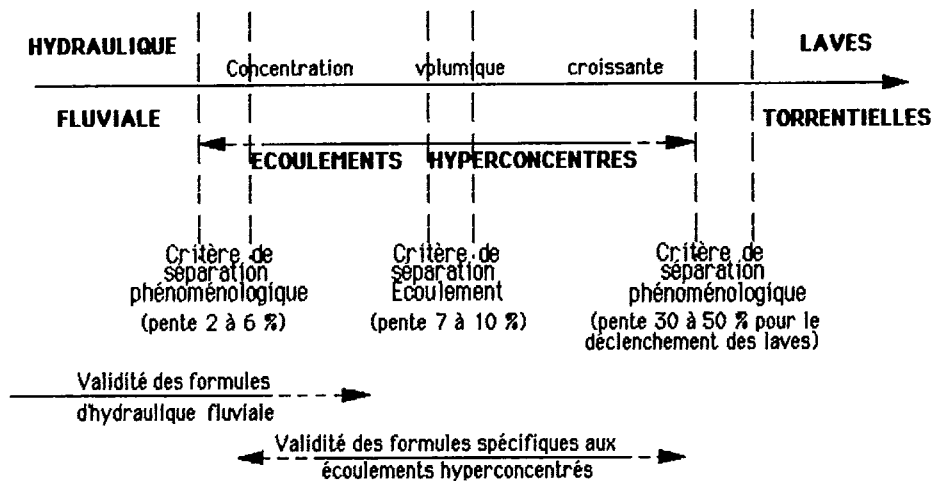 HYDRAULIQUE
LAVES
Concentration volumique croissante
FLUVIALE
TORRENTIELLES
ECOULEMENTS HYPERCONCENTRES
Critère de
séparation
phénoménologique
(pente 2 à 6 %)
Critère de
séparation
Ecoulement
(pente 7 à 10 %)
Critère de
séparation
phénoménologique
(pente 30 à 50 % pour le
déclenchement des laves)
Validité des formules
d'hydraulique fluviale
Validité des formules spécifiques aux
écoulements hyperconcentrés